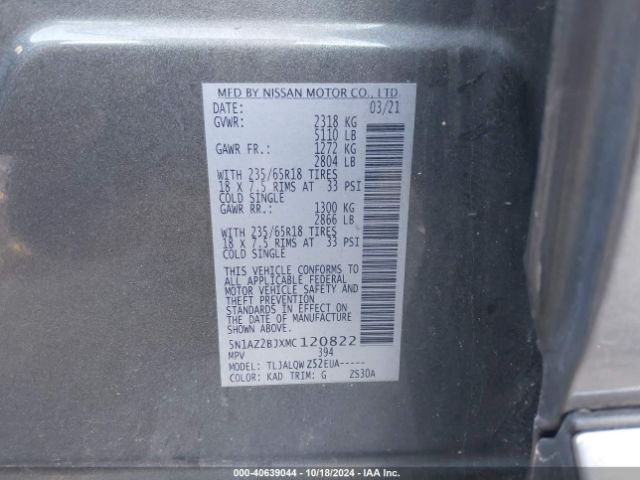 MFD BY NISSAN MOTOR CO., LTD
DATE: 03/21
GVWR: 2318 KG
5110 LB
GAWR FR.: 1272 KG
2804 LB
WITH 235/65R18 TIRES
18 X 7.5 RIMS AT 33 PSI
COLD SINGLE
GAWR RR.: 1300 KG
2866 LB
WITH 235/65R18 TIRES
18 X 7.5 RIMS AT 33 PSI
COLD SINGLE
THIS VEHICLE CONFORMS TO
ALL APPLICABLE FEDERAL
MOTOR VEHICLE SAFETY AND
THEFT PREVENTION
STANDARDS IN EFFECT ON
THE DATE OF MANUFACTURE
SHOWN ABOVE.
5N1AZ2BJXMC120822
MPV 394
MODEL: TLJALQWZ52EUA-----
COLOR: KAD TRIM: G ZS3DA
00-40639044 | 10/18/2024 | IAA Inc.